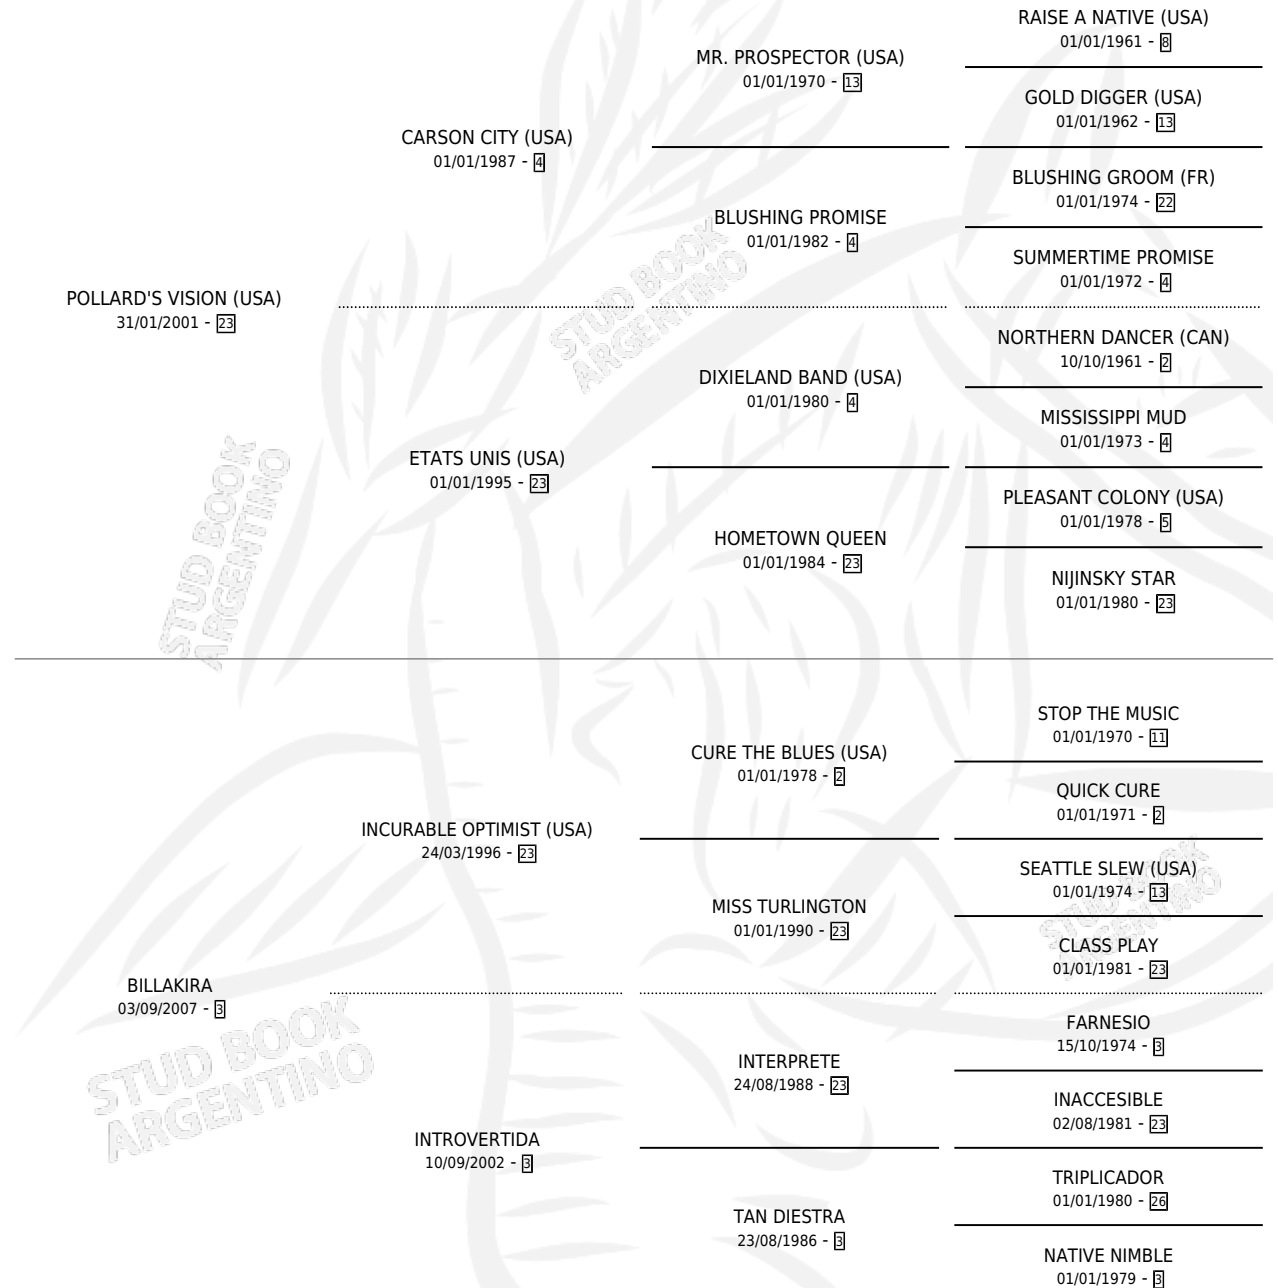 RAISE A NATIVE (USA)
01/01/1961 - 8
MR. PROSPECTOR (USA)
01/01/1970 - 13
GOLD DIGGER (USA)
01/01/1962 - 13
CARSON CITY (USA)
01/01/1987 - 4
BLUSHING GROOM (FR)
01/01/1974 - 22
BLUSHING PROMISE
01/01/1982 - 4
SUMMERTIME PROMISE
01/01/1972 - 4
POLLARD'S VISION (USA)
31/01/2001 - 23
STUD BOOK
ARGENTINO
NORTHERN DANCER (CAN)
10/10/1961 - 2
DIXIELAND BAND (USA)
01/01/1980 - 4
MISSISSIPPI MUD
01/01/1973 - 4
ETATS UNIS (USA)
01/01/1995 - 23
PLEASANT COLONY (USA)
01/01/1978 - 5
HOMETOWN QUEEN
01/01/1984 - 23
NIJINSKY STAR
01/01/1980 - 23
STUD BOOK
ARGENTINO
STOP THE MUSIC
01/01/1970 - 11
CURE THE BLUES (USA)
01/01/1978 - 2
QUICK CURE
01/01/1971 - 2
INCURABLE OPTIMIST (USA)
24/03/1996 - 23
SEATTLE SLEW (USA)
01/01/1974 - 13
MISS TURLINGTON
01/01/1990 - 23
STUD BOOK
ARGENTINO
CLASS PLAY
01/01/1981 - 23
BILLAKIRA
03/09/2007 - 3
STUD BOOK
ARGENTINO
FARNESIO
15/10/1974 - 3
INTERPRETE
24/08/1988 - 23
INACCESIBLE
02/08/1981 - 23
INTROVERTIDA
10/09/2002 - 3
TRIPLICADOR
01/01/1980 - 26
TAN DIESTRA
23/08/1986 - 3
NATIVE NIMBLE
01/01/1979 - 3